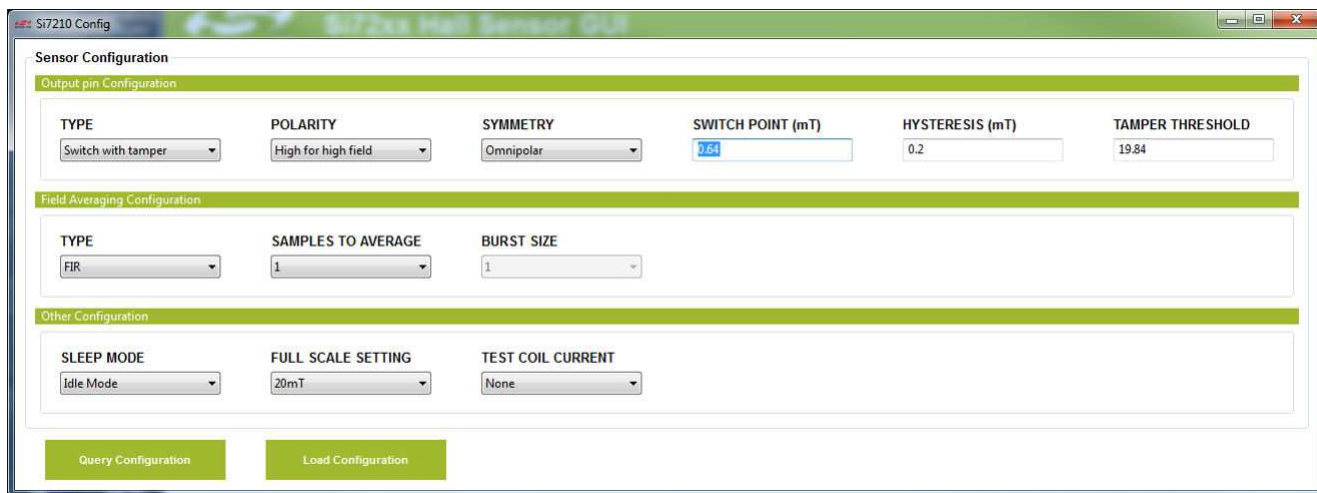 Si7210 Config
Si72xx Hall Sensor GUI
Sensor Configuration
Output pin Configuration
TYPE POLARITY SYMMETRY SWITCH POINT (mT) HYSTERESIS (mT) TAMPER THRESHOLD
Switch with tamper High for high field Omnipolar 0.64 0.2 19.84
Field Averaging Configuration
TYPE SAMPLES TO AVERAGE BURST SIZE
FIR 1 1
Other Configuration
SLEEP MODE FULL SCALE SETTING TEST COIL CURRENT
Idle Mode 20mT None
Query Configuration Load Configuration